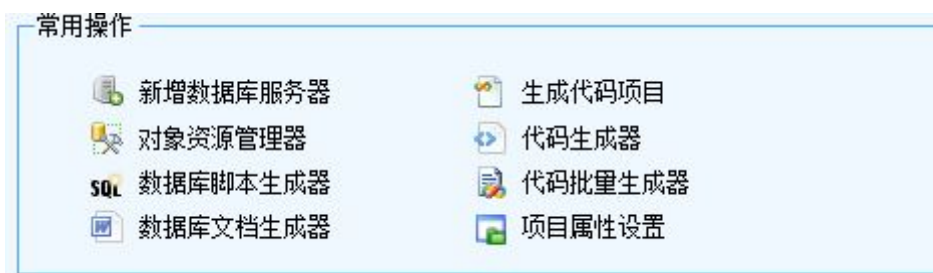 常用操作
新增数据库服务器
生成代码项目
对象资源管理器
代码生成器
SQL 数据库脚本生成器
代码批量生成器
数据库文档生成器
项目属性设置